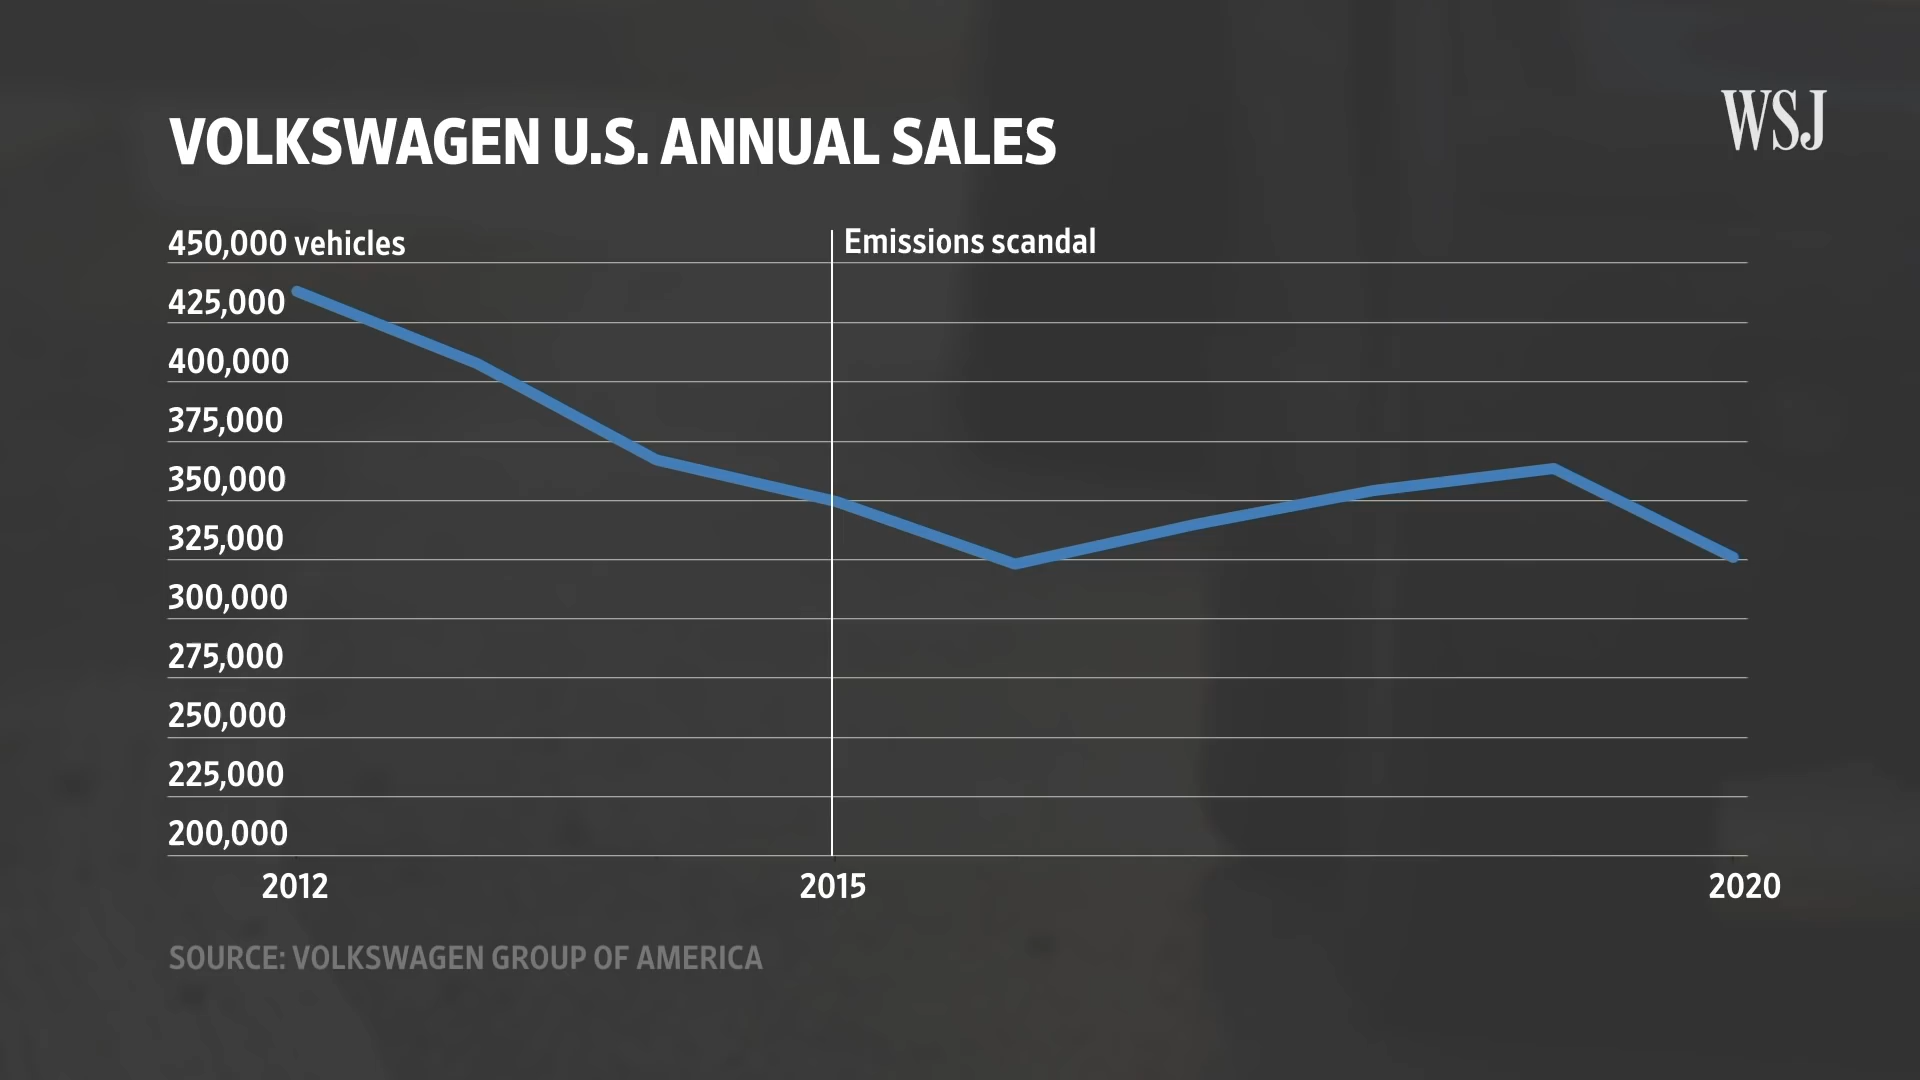 VOLKSWAGEN U.S. ANNUAL SALES
WSJ
450,000 vehicles
Emissions scandal
425,000
400,000
375,000
350,000
325,000
300,000
275,000
250,000
225,000
200,000
2012 2015 2020
SOURCE: VOLKSWAGEN GROUP OF AMERICA